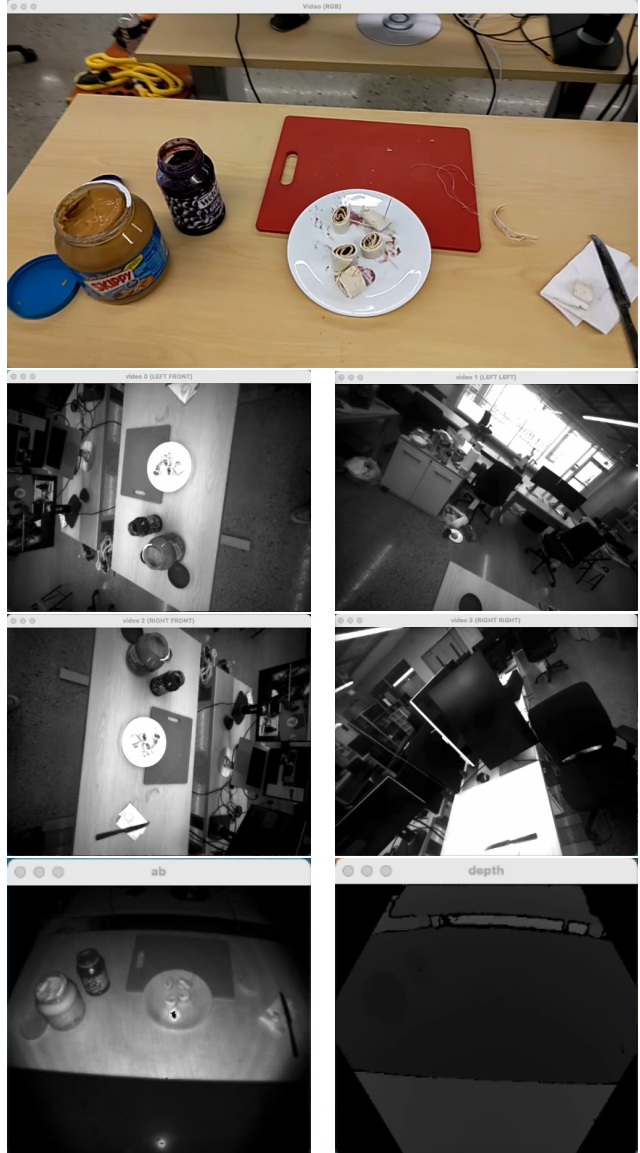 Video (RGB)
SKIPPY
video 0 (LEFT FRONT)
video 1 (LEFT LEFT)
video 2 (RIGHT FRONT)
video 3 (RIGHT RIGHT)
ab
depth